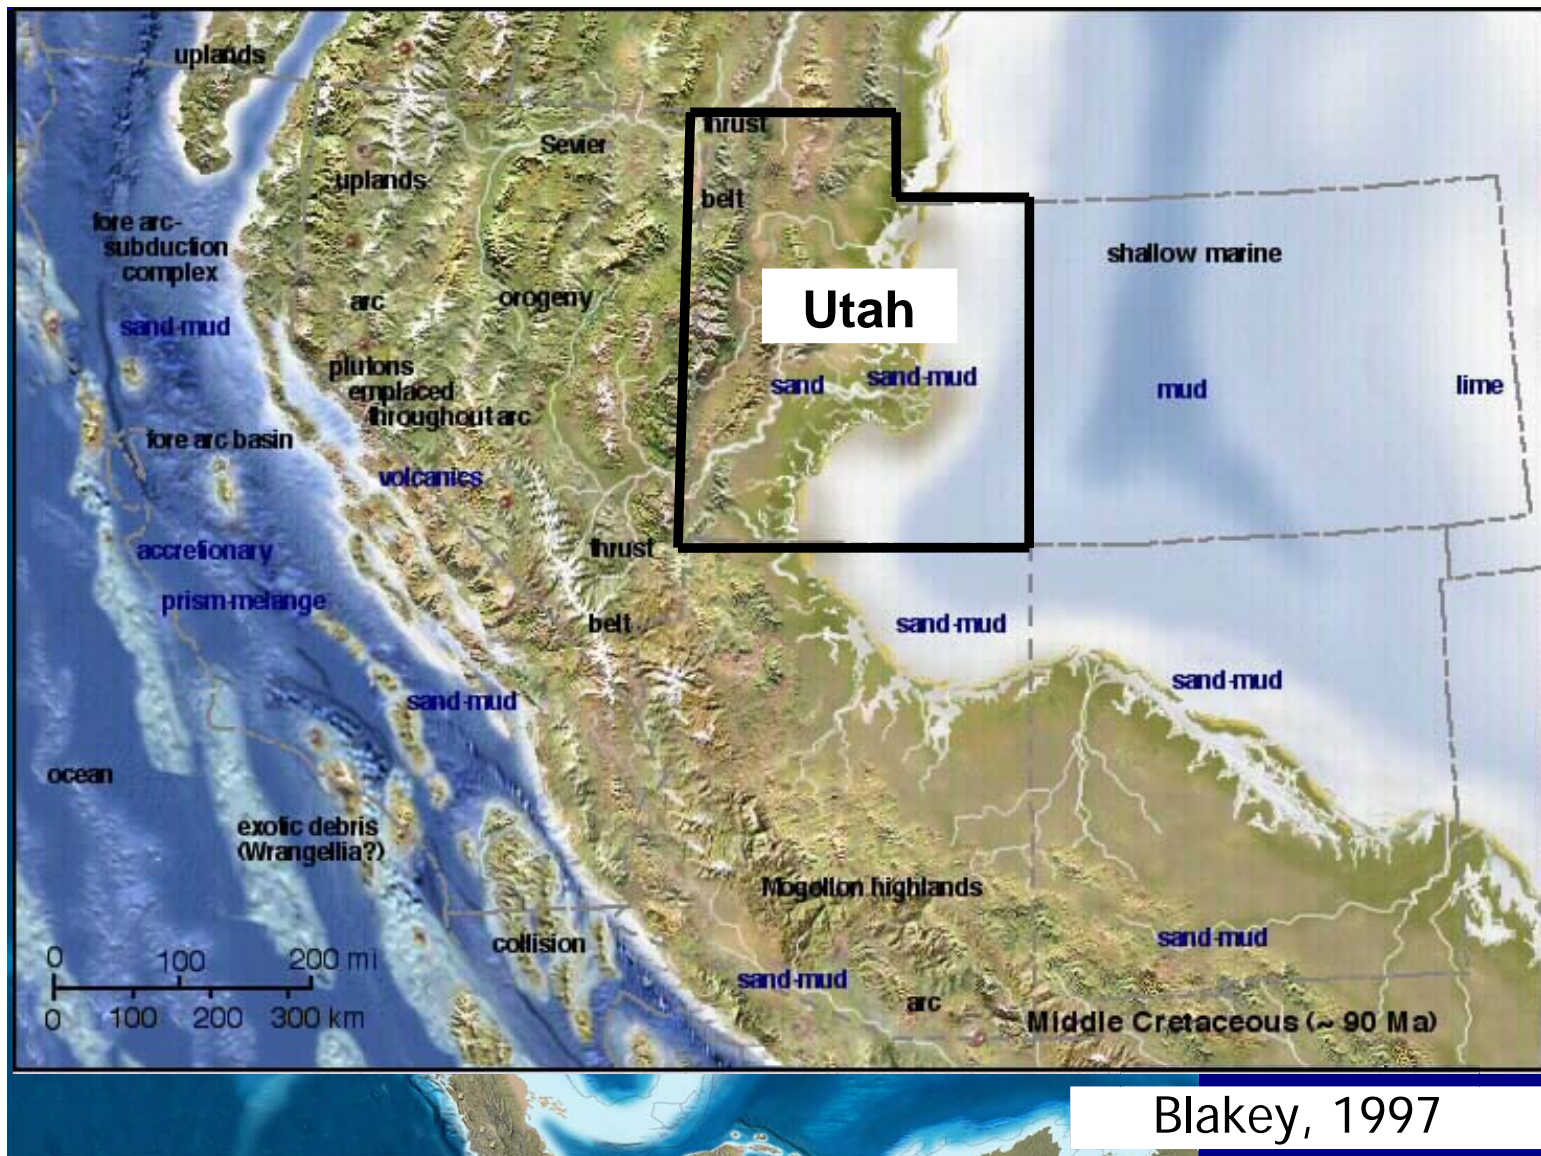 uplands
thrust
Sevier
uplands
belt
fore arc-
subduction
complex
shallow marine
arc
orogeny
Utah
sand-mud
plutons
emplaced
throughout arc
sand
sand-mud
mud
lime
fore arc basin
volcanics
accretionary
thrust
prism-melange
belt
sand-mud
sand-mud
sand-mud
ocean
exotic debris
(Wrangellia?)
Mogollon highlands
collision
sand-mud
sand-mud
arc
0 100 200 mi
0 100 200 300 km
Middle Cretaceous (~ 90 Ma)
Blakey, 1997